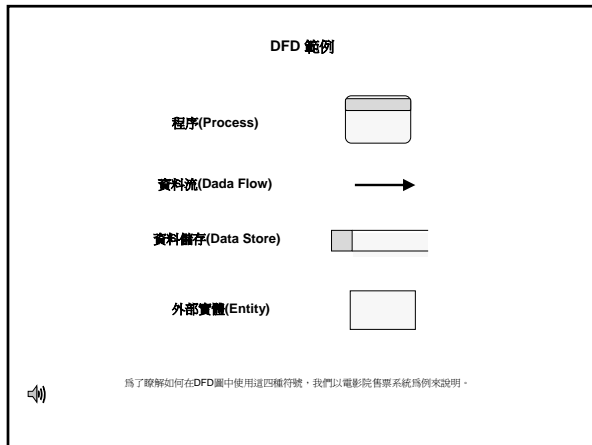 DFD 範例
程序(Process)
資料流(Dada Flow)
資料儲存(Data Store)
外部實體(Entity)
爲了瞭解如何在DFD圖中使用這四種符號，我們以電影院售票系統爲例來說明。